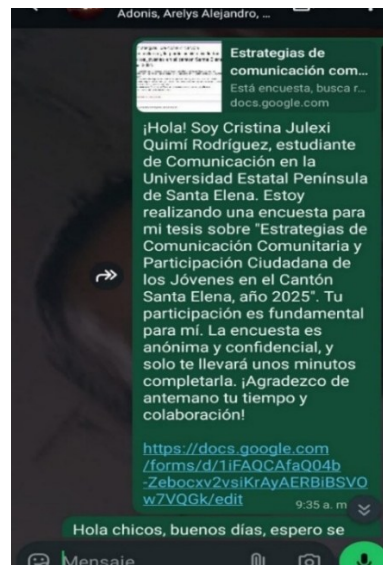 Adonis, Arelys Alejandro, ...
Estrategias de
comunicación com...
Está encuesta, busca r...
docs.google.com
¡Hola! Soy Cristina Julexi
Quimí Rodríguez, estudiante
de Comunicación en la
Universidad Estatal Península
de Santa Elena. Estoy
realizando una encuesta para
mi tesis sobre "Estrategias de
Comunicación Comunitaria y
Participación Ciudadana de
los Jóvenes en el Cantón
Santa Elena, año 2025". Tu
participación es fundamental
para mí. La encuesta es
anónima y confidencial, y
solo te llevará unos minutos
completarla. ¡Agradezco de
antemano tu tiempo y
colaboración!
https://docs.google.com
/forms/d/1iFAQCAfaQ04b
-Zebocxv2vsiKrAyAERBiBSVO
w7VQGk/edit
9:35 a. m
Hola chicos, buenos días, espero se
Mensaje